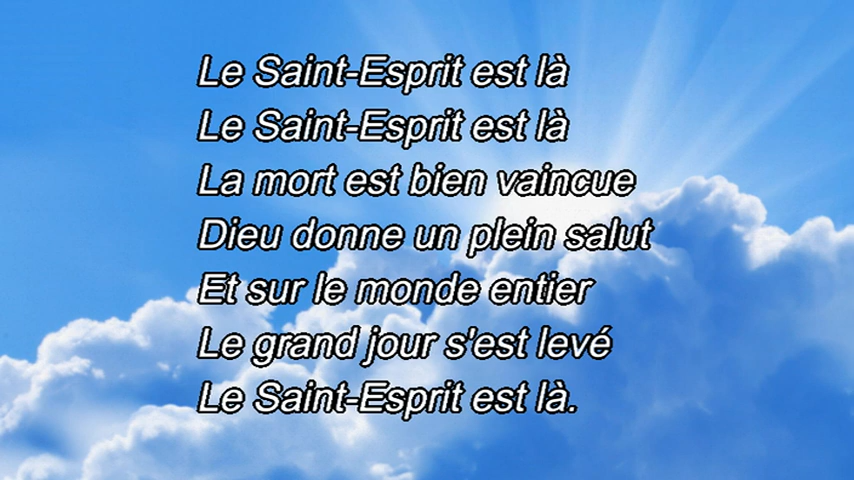 Le Saint-Esprit est là
Le Saint-Esprit est là
La mort est bien vaincue
Dieu donne un plein salut
Et sur le monde entier
Le grand jour s'est levé
Le Saint-Esprit est là.